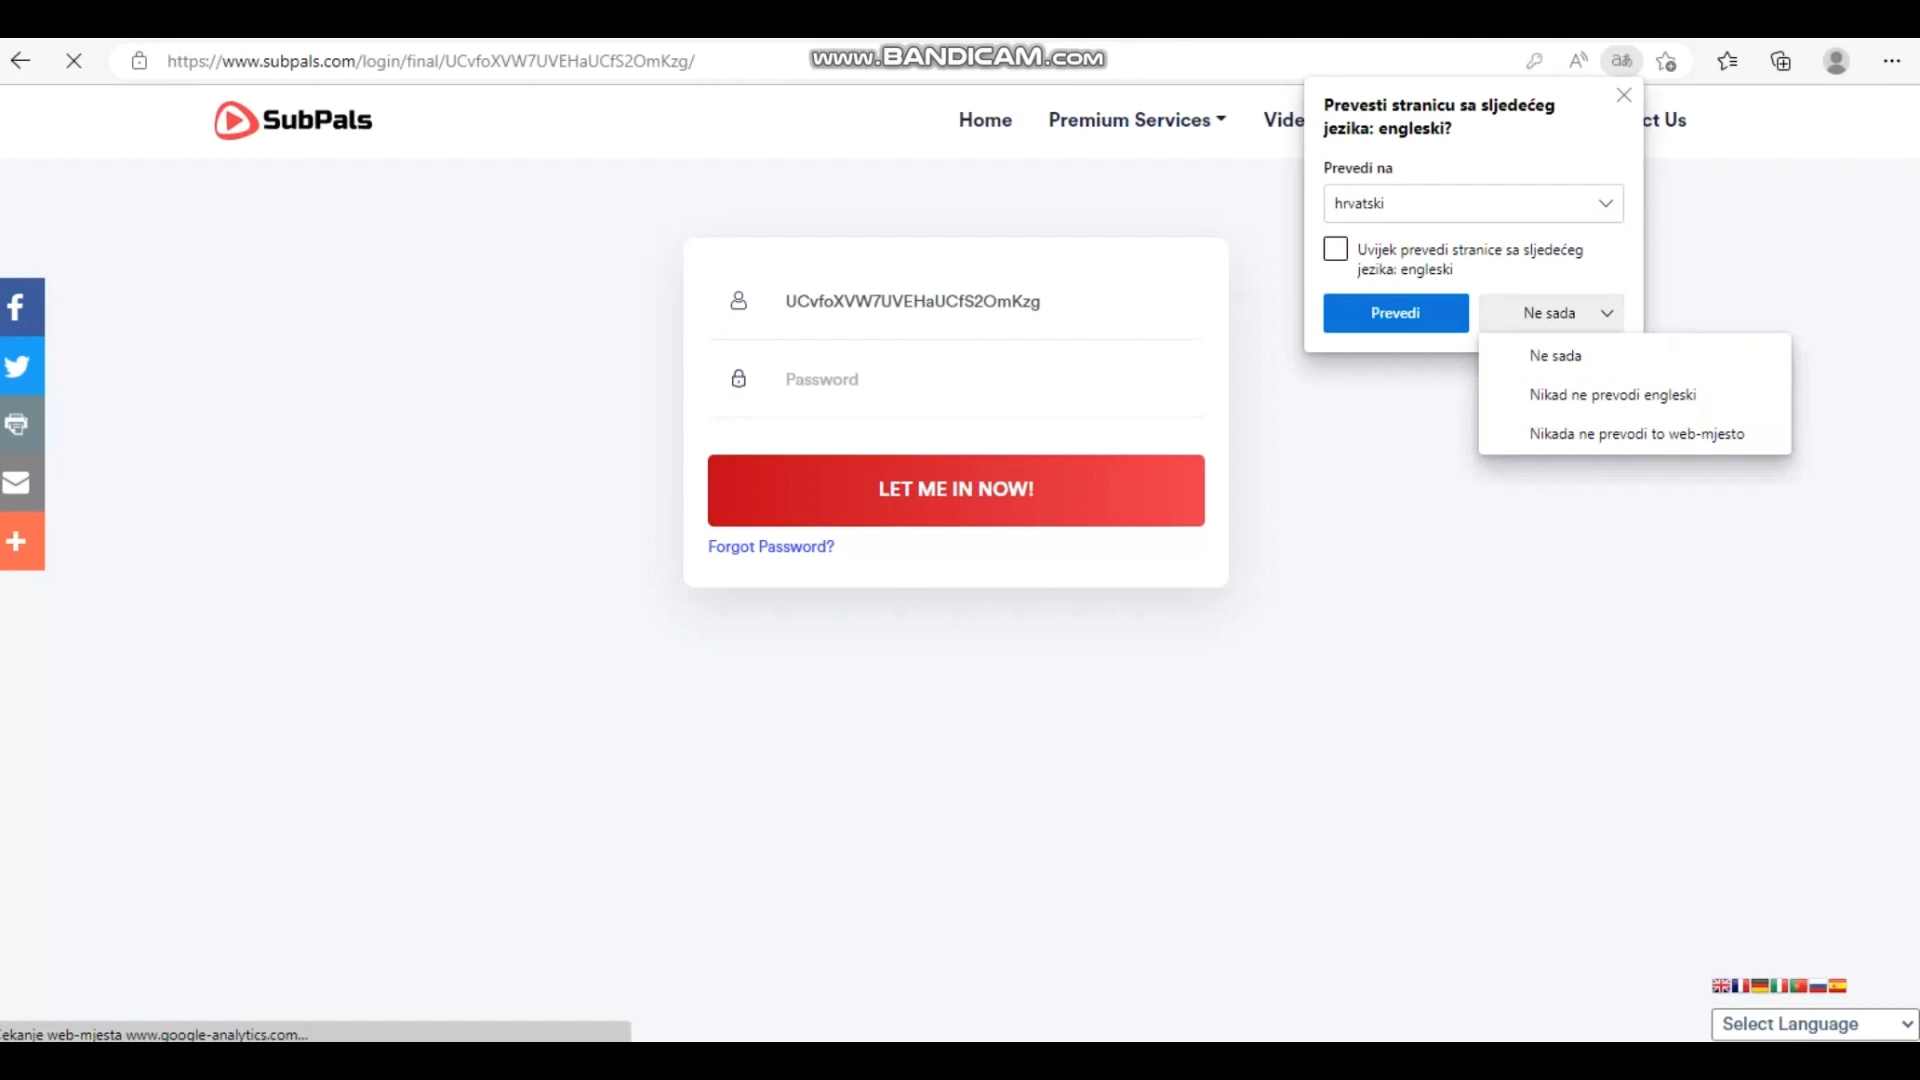 https://www.subpals.com/login/final/UCvfoXVW7UVEHaUCfS2OmKzg/
www.BANDICAM.com
SubPals
Home
Premium Services
Vide
ct Us
Prevesti stranicu sa sljedećeg
jezika: engleski?
Prevedi na
hrvatski
Uvijek prevedi stranice sa sljedećeg
jezika: engleski
Prevedi
Ne sada
Ne sada
Nikad ne prevodi engleski
Nikada ne prevodi to web-mjesto
UCvfoXVW7UVEHaUCfS2OmKzg
Password
LET ME IN NOW!
Forgot Password?
ekanje web-mjesta www.google-analytics.com...
Select Language